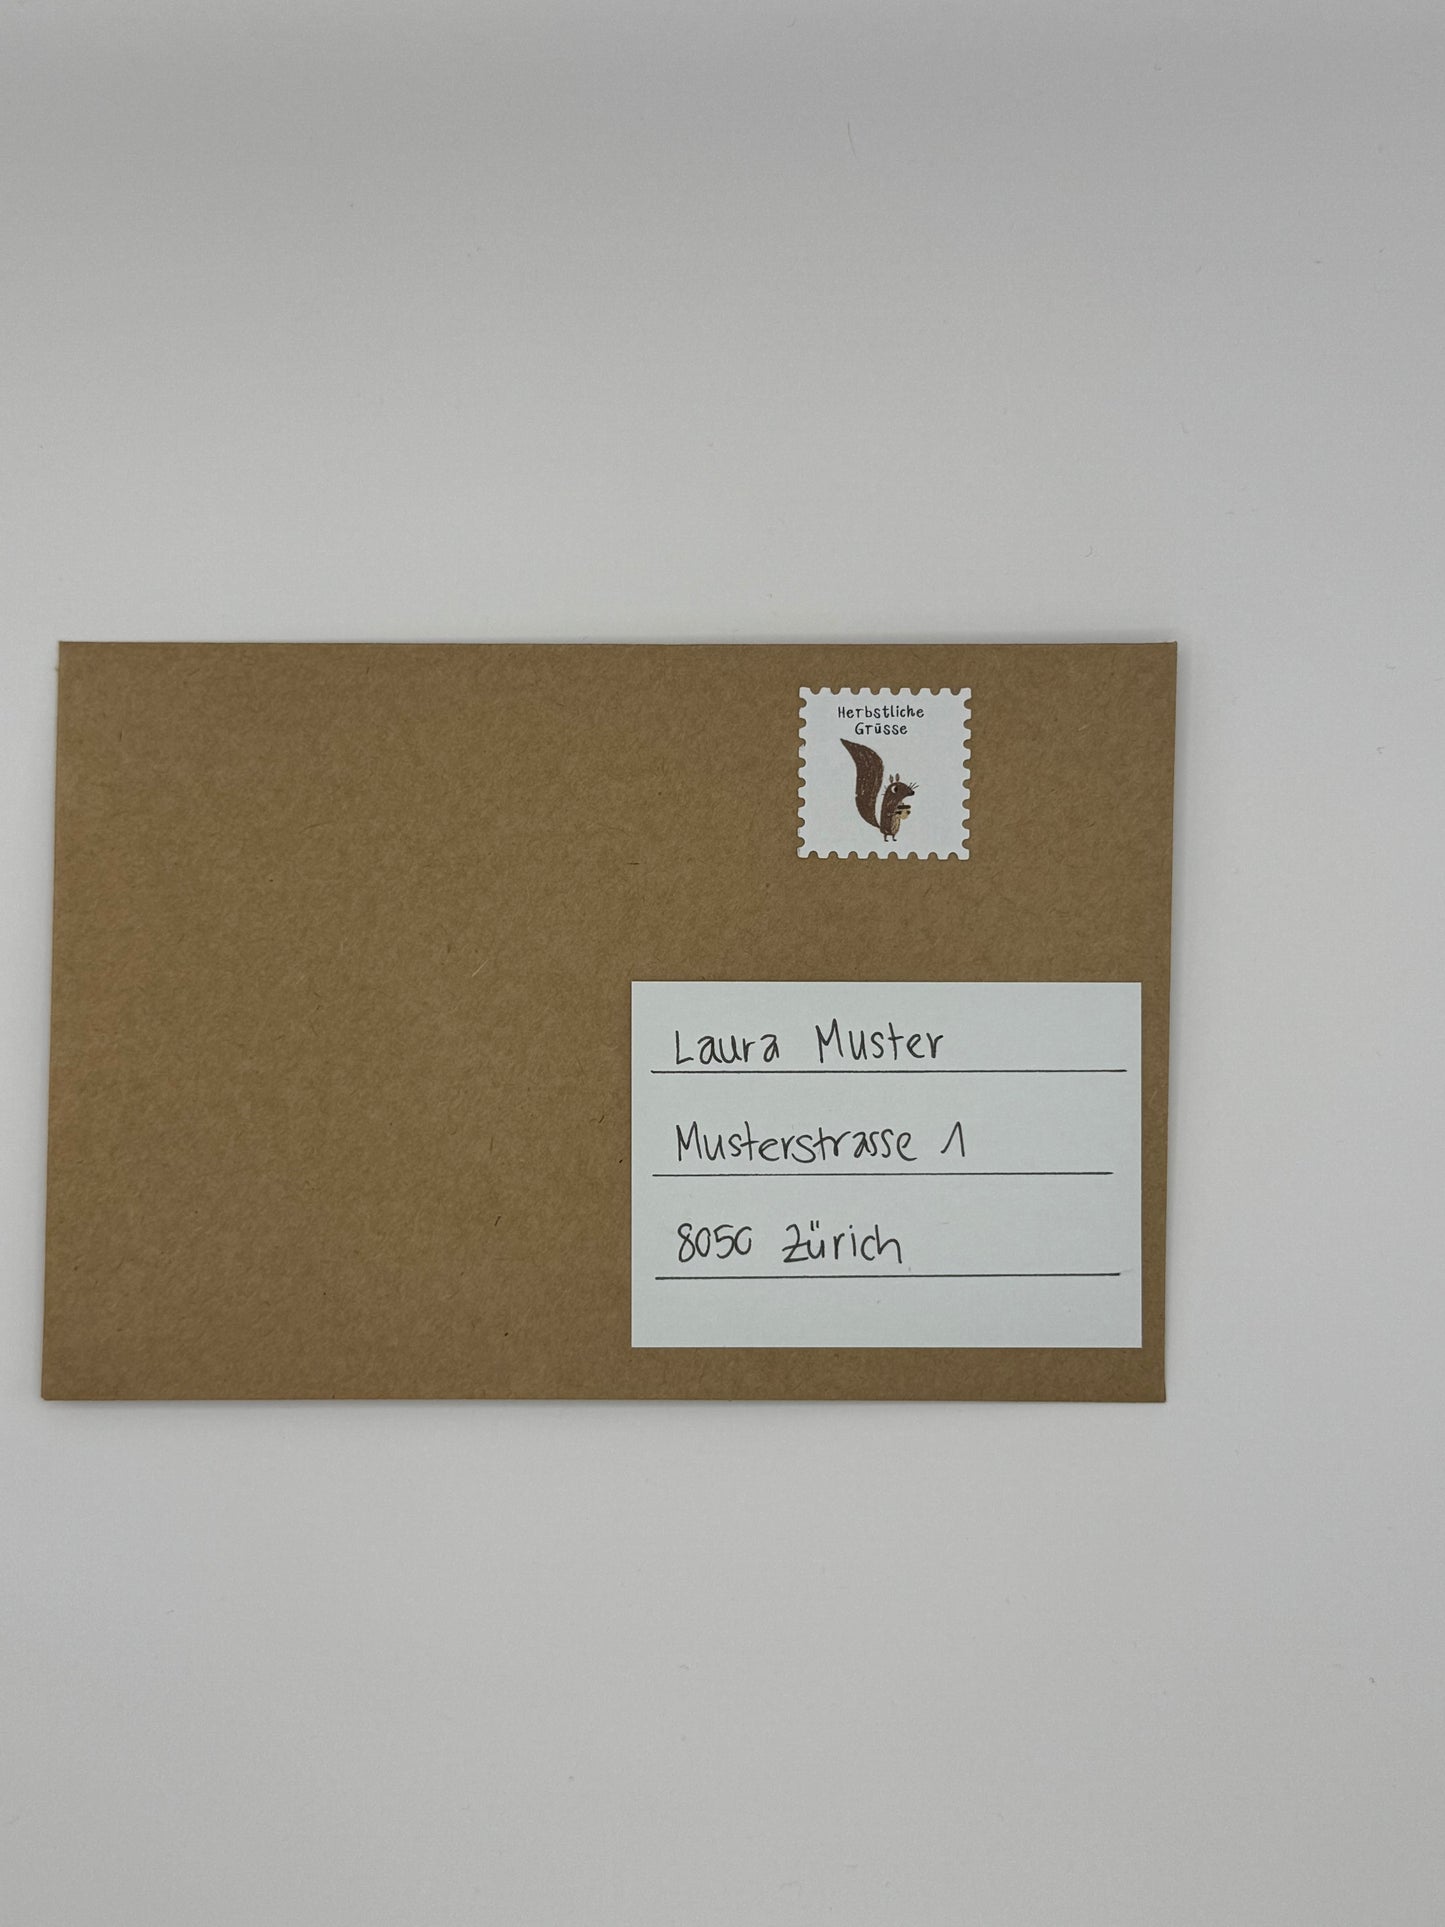 Herbstliche
Grüsse
Laura Muster
Musterstrasse 1
8050 Zürich